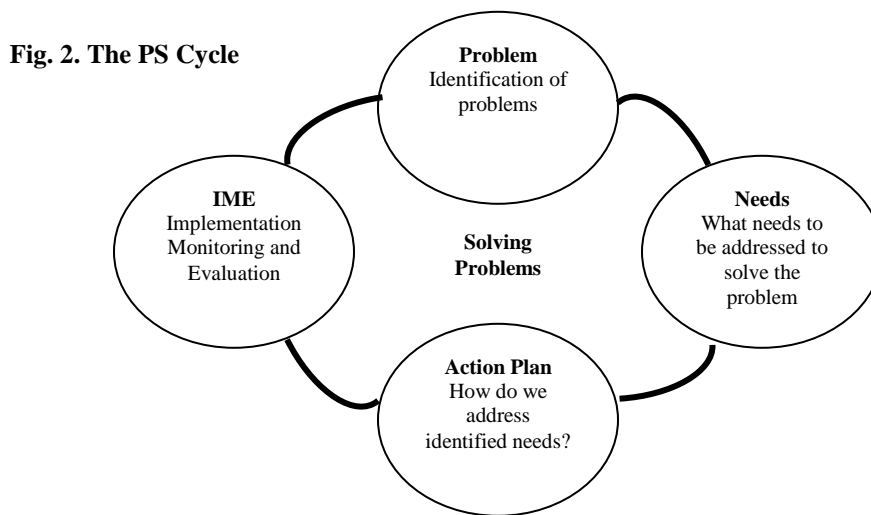 Fig. 2. The PS Cycle
Problem
Identification of
problems
Needs
What needs to
be addressed to
solve the
problem
Action Plan
How do we
address
identified needs?
IME
Implementation
Monitoring and
Evaluation
Solving
Problems